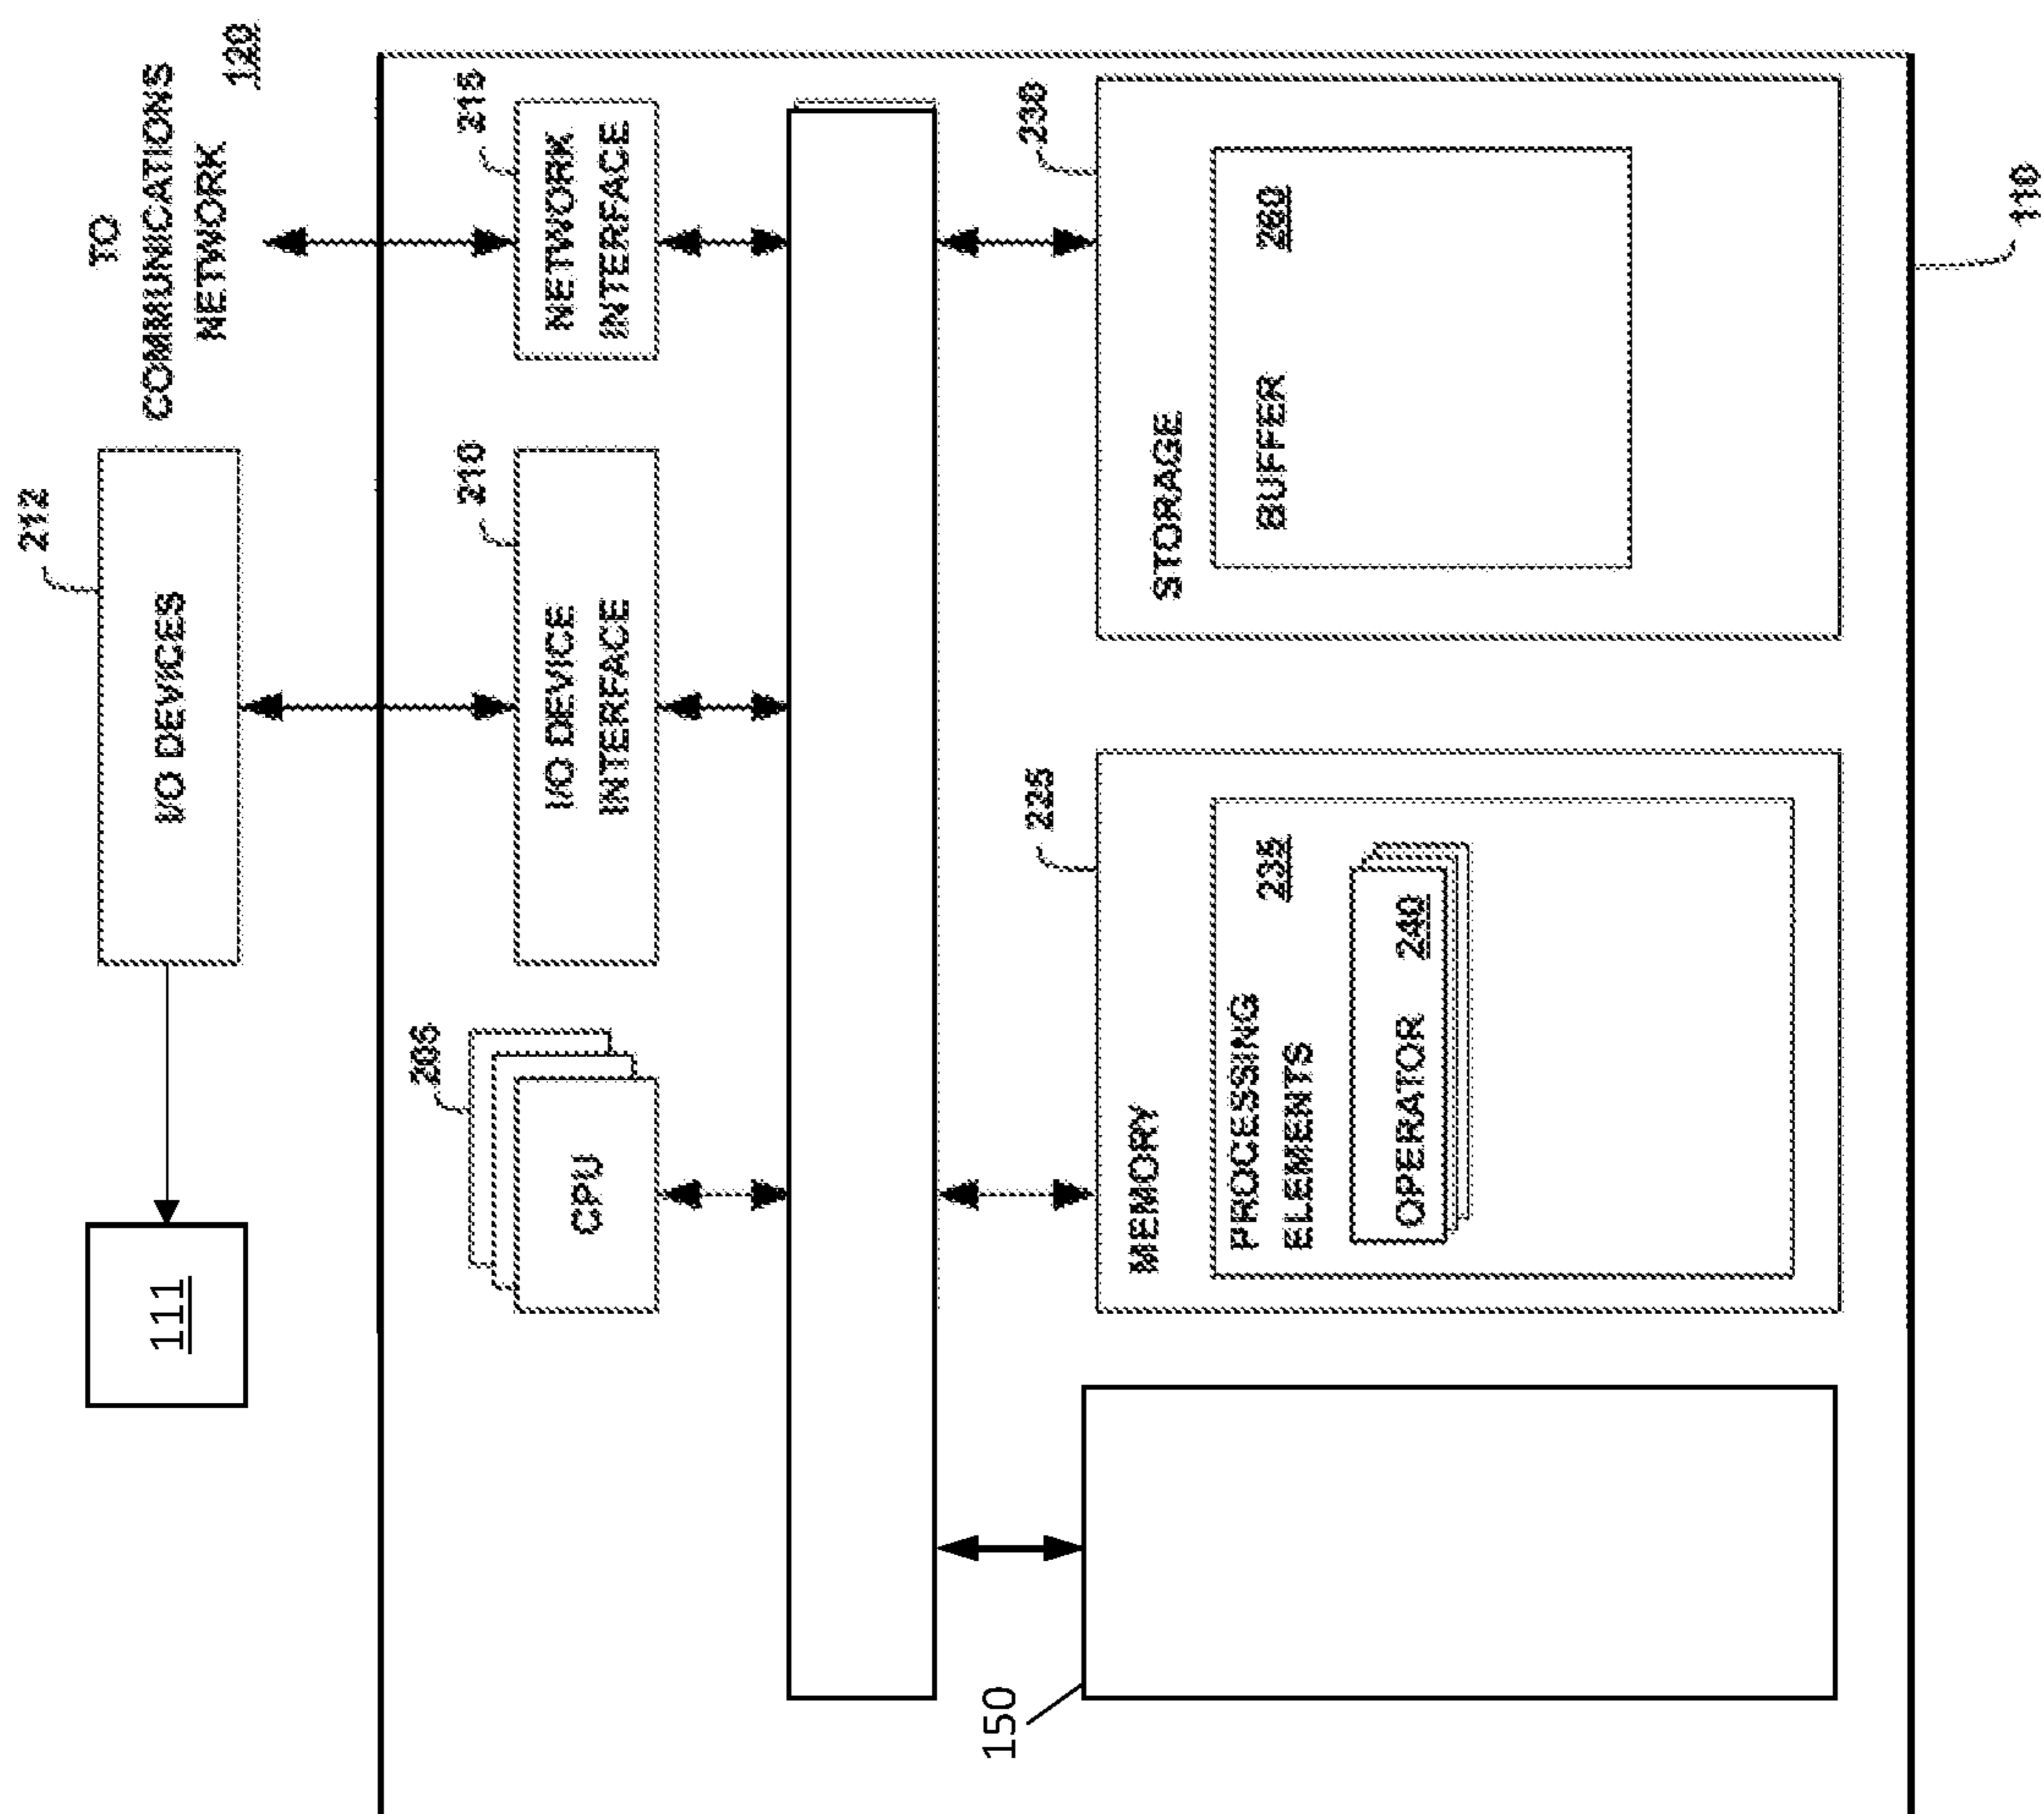 111
212
I/O DEVICES
TO
COMMUNICATIONS
NETWORK
120
205
CPU
210
I/O DEVICE
INTERFACE
215
NETWORK
INTERFACE
150
225
MEMORY
PROCESSING
ELEMENTS
235
OPERATOR 240
230
STORAGE
BUFFER 260
110